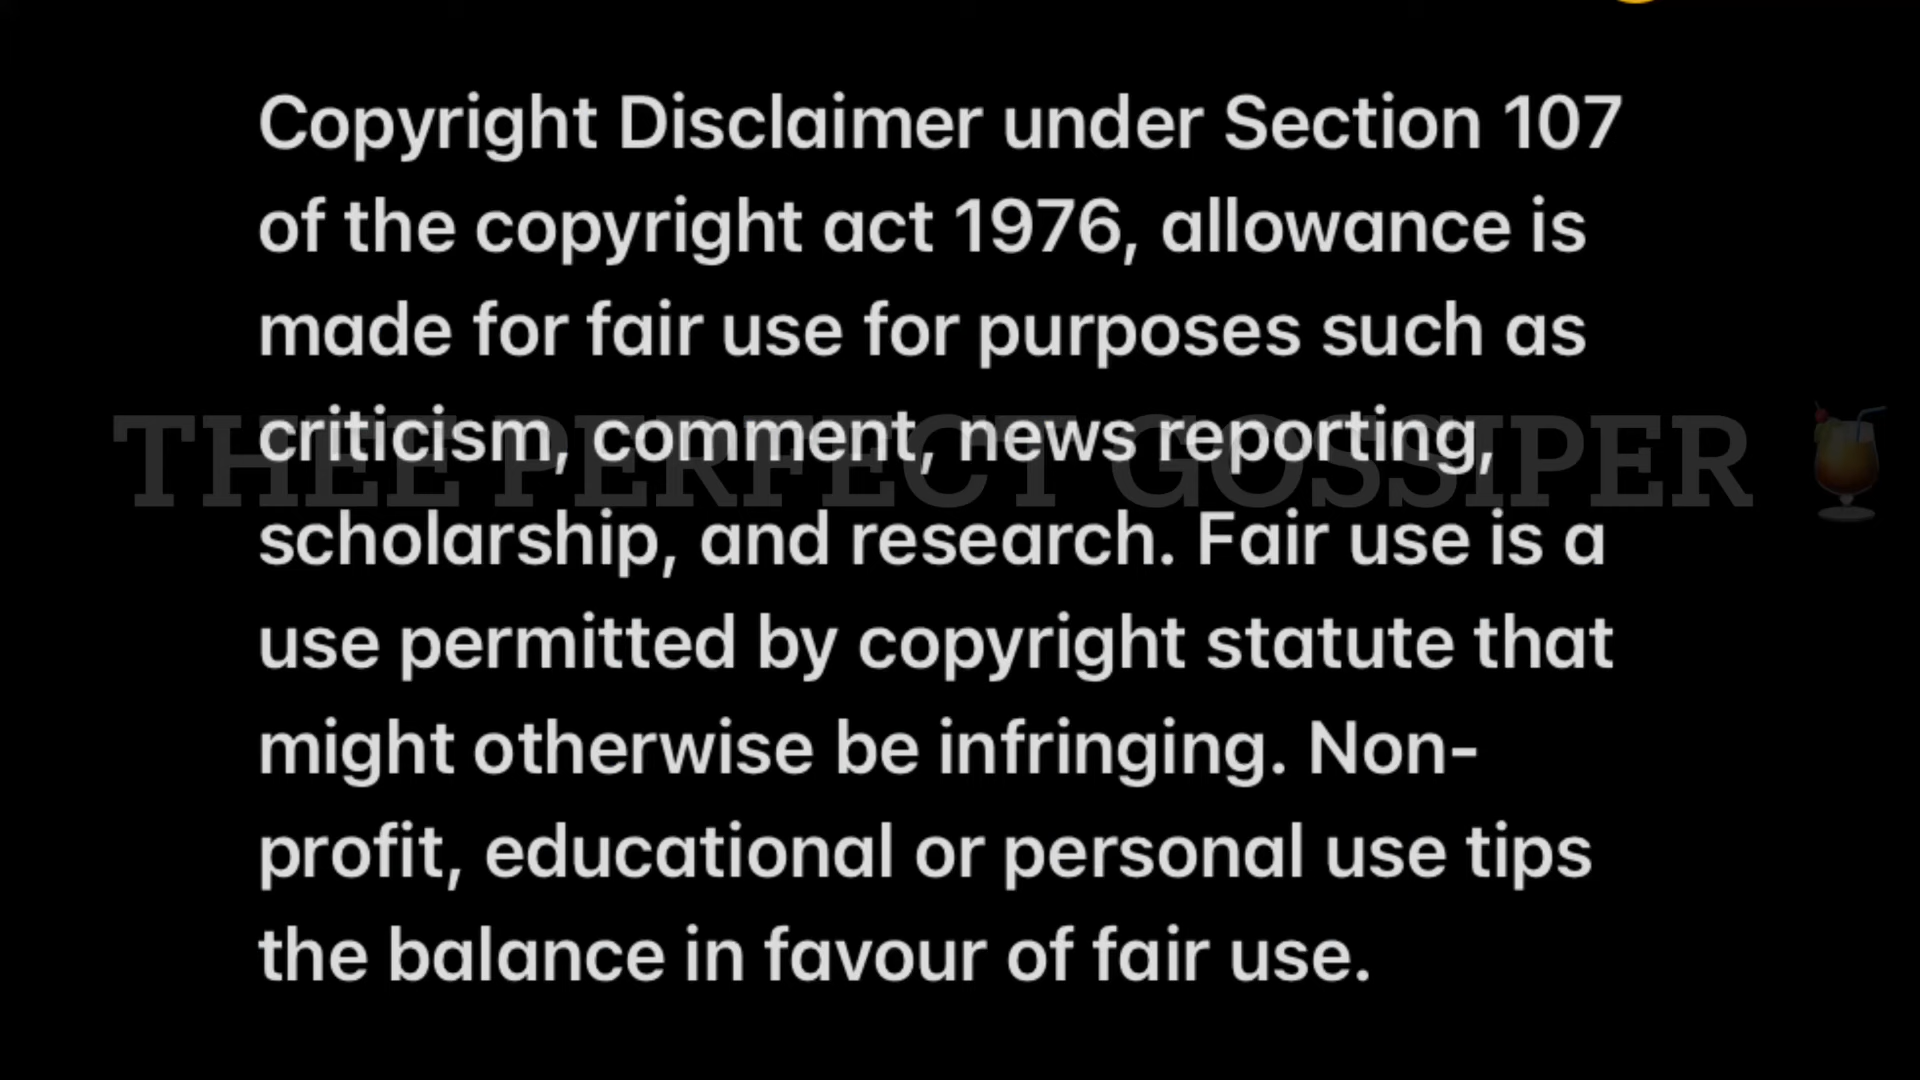 Copyright Disclaimer under Section 107
of the copyright act 1976, allowance is
made for fair use for purposes such as
criticism, comment, news reporting,
THEE PERFECT GOSSIPER
scholarship, and research. Fair use is a
use permitted by copyright statute that
might otherwise be infringing. Non-
profit, educational or personal use tips
the balance in favour of fair use.